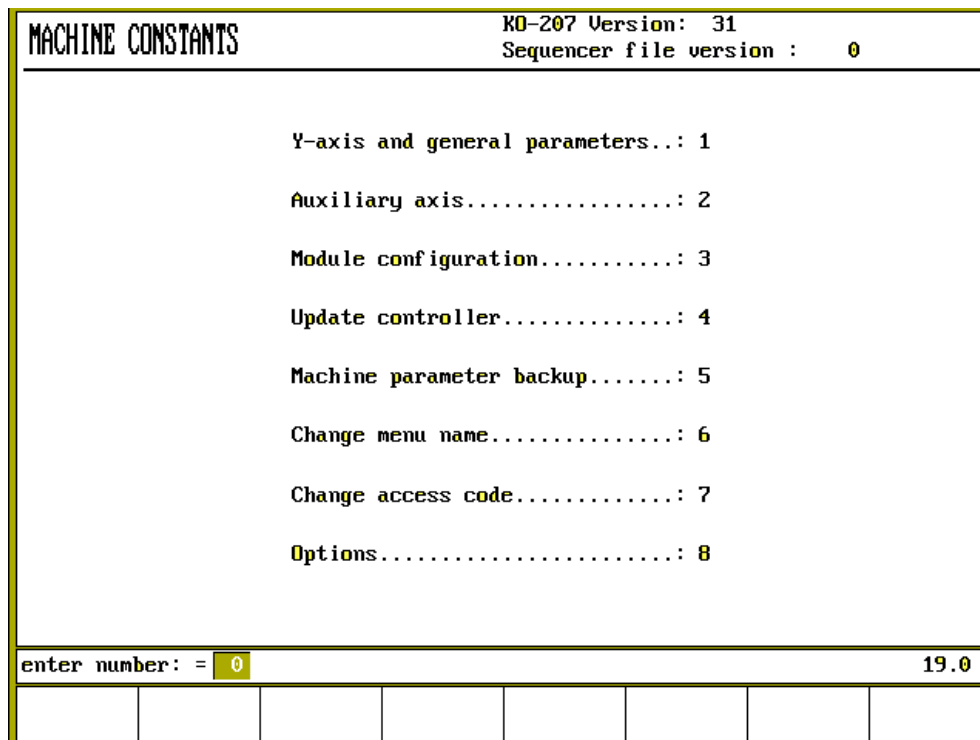 MACHINE CONSTANTS
KO-207 Version: 31
Sequencer file version : 0
Y-axis and general parameters..: 1
Auxiliary axis.................: 2
Module configuration...........: 3
Update controller..............: 4
Machine parameter backup.......: 5
Change menu name...............: 6
Change access code.............: 7
Options........................: 8
enter number: = 0
19.0